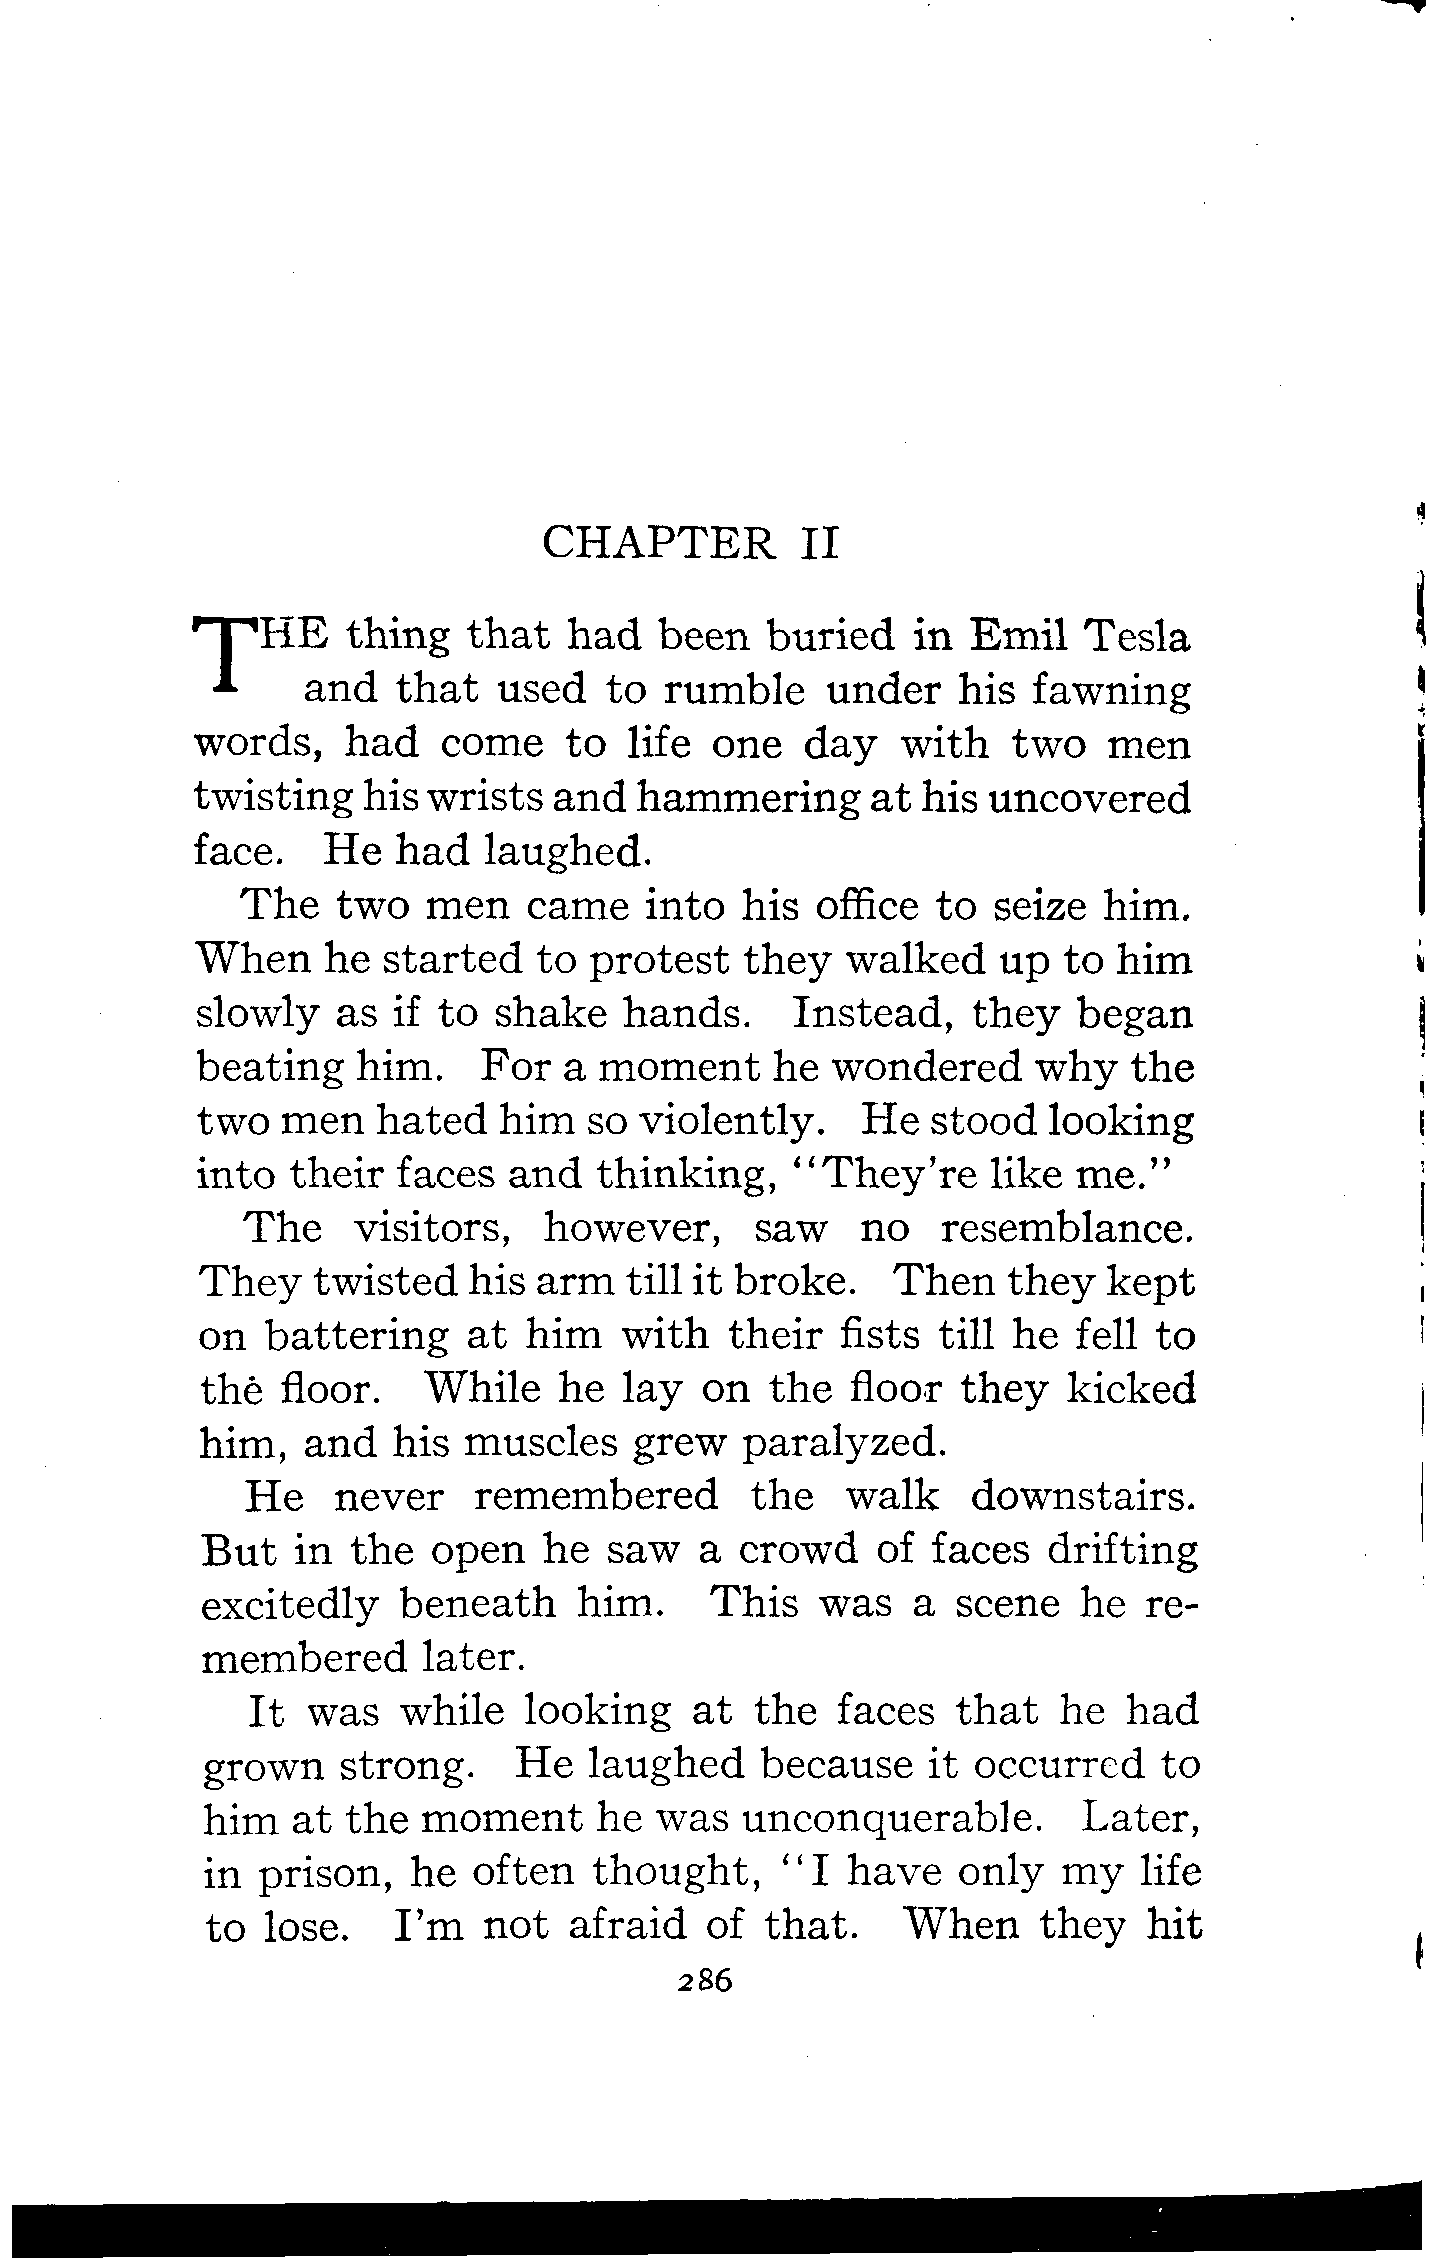 CHAPTER II
THE thing that had been buried in Emil Tesla
and that used to rumble under his fawning
words, had come to life one day with two men
twisting his wrists and hammering at his uncovered
face. He had laughed.
The two men came into his office to seize him.
When he started to protest they walked up to him
slowly as if to shake hands. Instead, they began
beating him. For a moment he wondered why the
two men hated him so violently. He stood looking
into their faces and thinking, "They're like me."
The visitors, however, saw no resemblance.
They twisted his arm till it broke. Then they kept
on battering at him with their fists till he fell to
the floor. While he lay on the floor they kicked
him, and his muscles grew paralyzed.
He never remembered the walk downstairs.
But in the open he saw a crowd of faces drifting
excitedly beneath him. This was a scene he re-
membered later.
It was while looking at the faces that he had
grown strong. He laughed because it occurred to
him at the moment he was unconquerable. Later,
in prison, he often thought, "I have only my life
to lose. I'm not afraid of that. When they hit
286